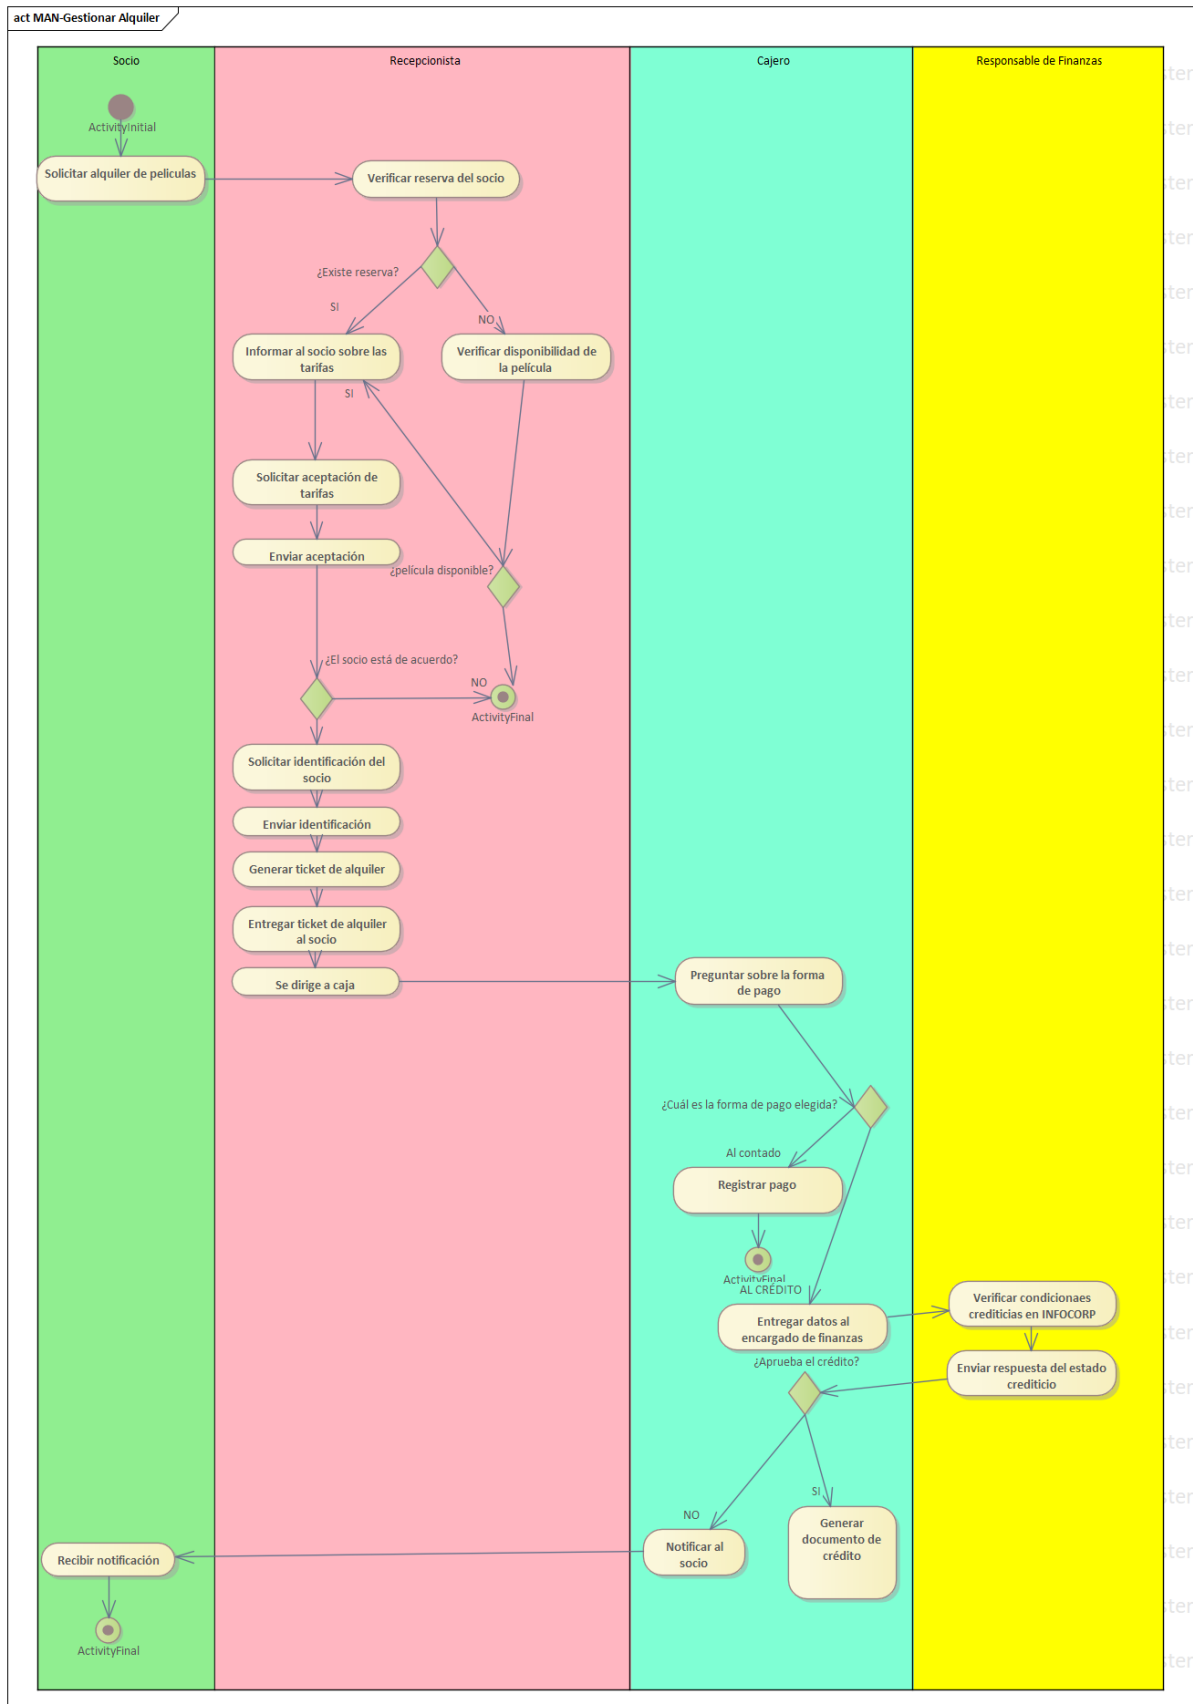 act MAN-Gestionar Alquiler
Socio
Recepcionista
Cajero
Responsable de Finanzas
ActivityInitial
Solicitar alquiler de peliculas
Verificar reserva del socio
¿Existe reserva?
SI
NO
Informar al socio sobre las
tarifas
Verificar disponibilidad de
la película
SI
Solicitar aceptación de
tarifas
Enviar aceptación
¿película disponible?
¿El socio está de acuerdo?
NO
ActivityFinal
Solicitar identificación del
socio
Enviar identificación
Generar ticket de alquiler
Entregar ticket de alquiler
al socio
Se dirige a caja
Preguntar sobre la forma
de pago
¿Cuál es la forma de pago elegida?
Al contado
Registrar pago
ActivityFinal
AL CRÉDITO
Entregar datos al
encargado de finanzas
Verificar condicionaes
crediticias en INFOCORP
Enviar respuesta del estado
crediticio
¿Aprueba el crédito?
SI
NO
Generar
documento de
crédito
Notificar al
socio
Recibir notificación
ActivityFinal